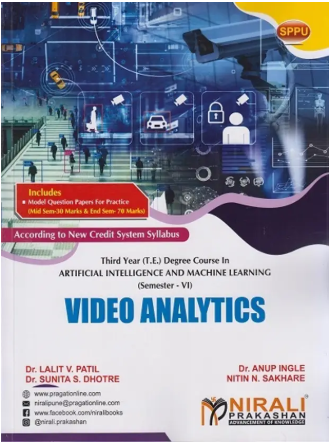 SPPU
Includes
• Model Question Papers For Practice
(Mid Sem-30 Marks & End Sem- 70 Marks)
According to New Credit System Syllabus
Third Year (T.E.) Degree Course In
ARTIFICIAL INTELLIGENCE AND MACHINE LEARNING
(Semester - VI)
VIDEO ANALYTICS
Dr. LALIT V. PATIL
Dr. SUNITA S. DHOTRE
Dr. ANUP INGLE
NITIN N. SAKHARE
www.pragationline.com
niralipune@pragationline.com
www.facebook.com/niralibooks
@nirali.prakashan
NIRALI
PRAKASHAN
ADVANCEMENT OF KNOWLEDGE